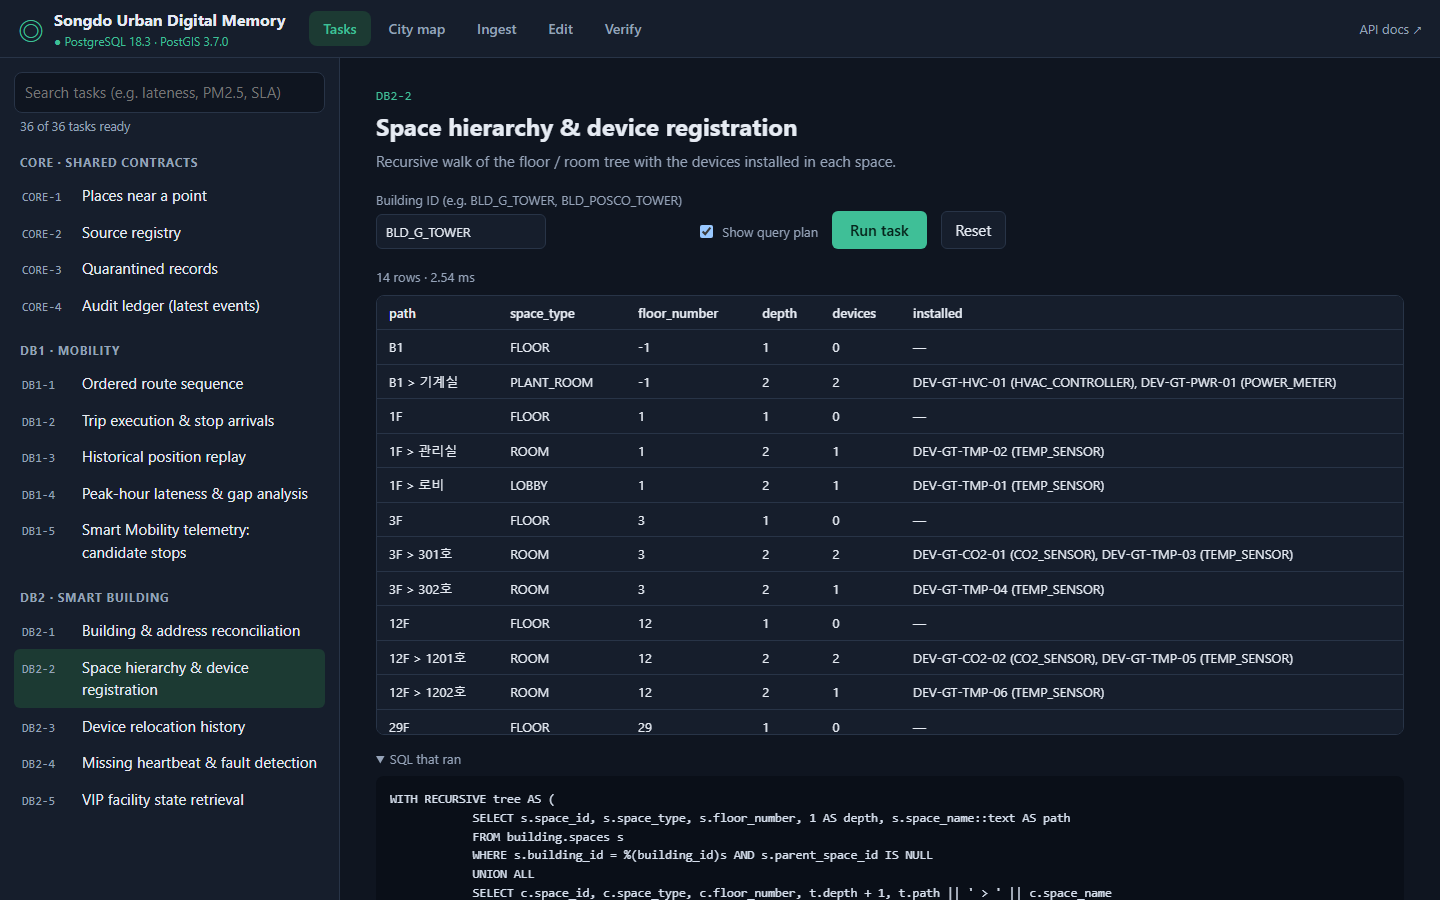 Songdo Urban Digital Memory
● PostgreSQL 18.3 · PostGIS 3.7.0
Tasks
City map
Ingest
Edit
Verify
API docs ↗
Search tasks (e.g. lateness, PM2.5, SLA)
36 of 36 tasks ready
CORE · SHARED CONTRACTS
CORE-1 Places near a point
CORE-2 Source registry
CORE-3 Quarantined records
CORE-4 Audit ledger (latest events)
DB1 · MOBILITY
DB1-1 Ordered route sequence
DB1-2 Trip execution & stop arrivals
DB1-3 Historical position replay
DB1-4 Peak-hour lateness & gap analysis
DB1-5 Smart Mobility telemetry:
candidate stops
DB2 · SMART BUILDING
DB2-1 Building & address reconciliation
DB2-2 Space hierarchy & device
registration
DB2-3 Device relocation history
DB2-4 Missing heartbeat & fault detection
DB2-5 VIP facility state retrieval
DB2-2
Space hierarchy & device registration
Recursive walk of the floor / room tree with the devices installed in each space.
Building ID (e.g. BLD_G_TOWER, BLD_POSCO_TOWER)
BLD_G_TOWER
Show query plan
Run task
Reset
14 rows · 2.54 ms
path space_type floor_number depth devices installed
B1 FLOOR -1 1 0 —
B1 > 기계실 PLANT_ROOM -1 2 2 DEV-GT-HVC-01 (HVAC_CONTROLLER), DEV-GT-PWR-01 (POWER_METER)
1F FLOOR 1 1 0 —
1F > 관리실 ROOM 1 2 1 DEV-GT-TMP-02 (TEMP_SENSOR)
1F > 로비 LOBBY 1 2 1 DEV-GT-TMP-01 (TEMP_SENSOR)
3F FLOOR 3 1 0 —
3F > 301호 ROOM 3 2 2 DEV-GT-CO2-01 (CO2_SENSOR), DEV-GT-TMP-03 (TEMP_SENSOR)
3F > 302호 ROOM 3 2 1 DEV-GT-TMP-04 (TEMP_SENSOR)
12F FLOOR 12 1 0 —
12F > 1201호 ROOM 12 2 2 DEV-GT-CO2-02 (CO2_SENSOR), DEV-GT-TMP-05 (TEMP_SENSOR)
12F > 1202호 ROOM 12 2 1 DEV-GT-TMP-06 (TEMP_SENSOR)
29F FLOOR 29 1 0 —
▼ SQL that ran
WITH RECURSIVE tree AS (
SELECT s.space_id, s.space_type, s.floor_number, 1 AS depth, s.space_name::text AS path
FROM building.spaces s
WHERE s.building_id = %(building_id)s AND s.parent_space_id IS NULL
UNION ALL
SELECT c.space_id, c.space_type, c.floor_number, t.depth + 1, t.path || ' > ' || c.space_name